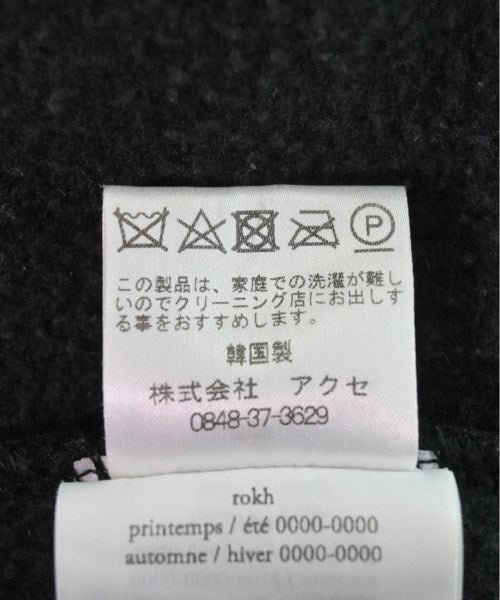 P
この製品は、家庭での洗濯が難し
いのでクリーニング店にお出しす
る事をおすすめします。
韓国製
株式会社 アクセ
0848-37-3629
rokh
printemps / été 0000-0000
automne / hiver 0000-0000